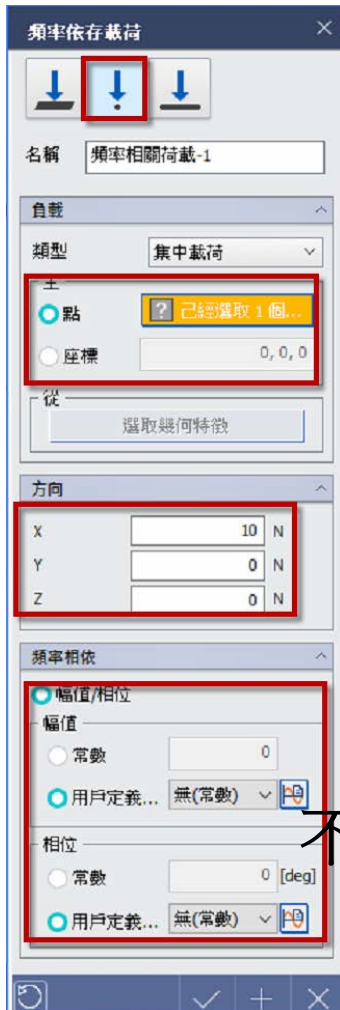 頻率依存載荷
名稱 頻率相關荷載-1
負載
類型 集中載荷
主
點 ? 已經選取 1 個...
座標 0, 0, 0
從
選取幾何特徵
方向
X 10 N
Y 0 N
Z 0 N
頻率相依
幅值/相位
幅值
常數 0
用戶定義... 無(常數)
不
相位
常數 0 [deg]
用戶定義... 無(常數)